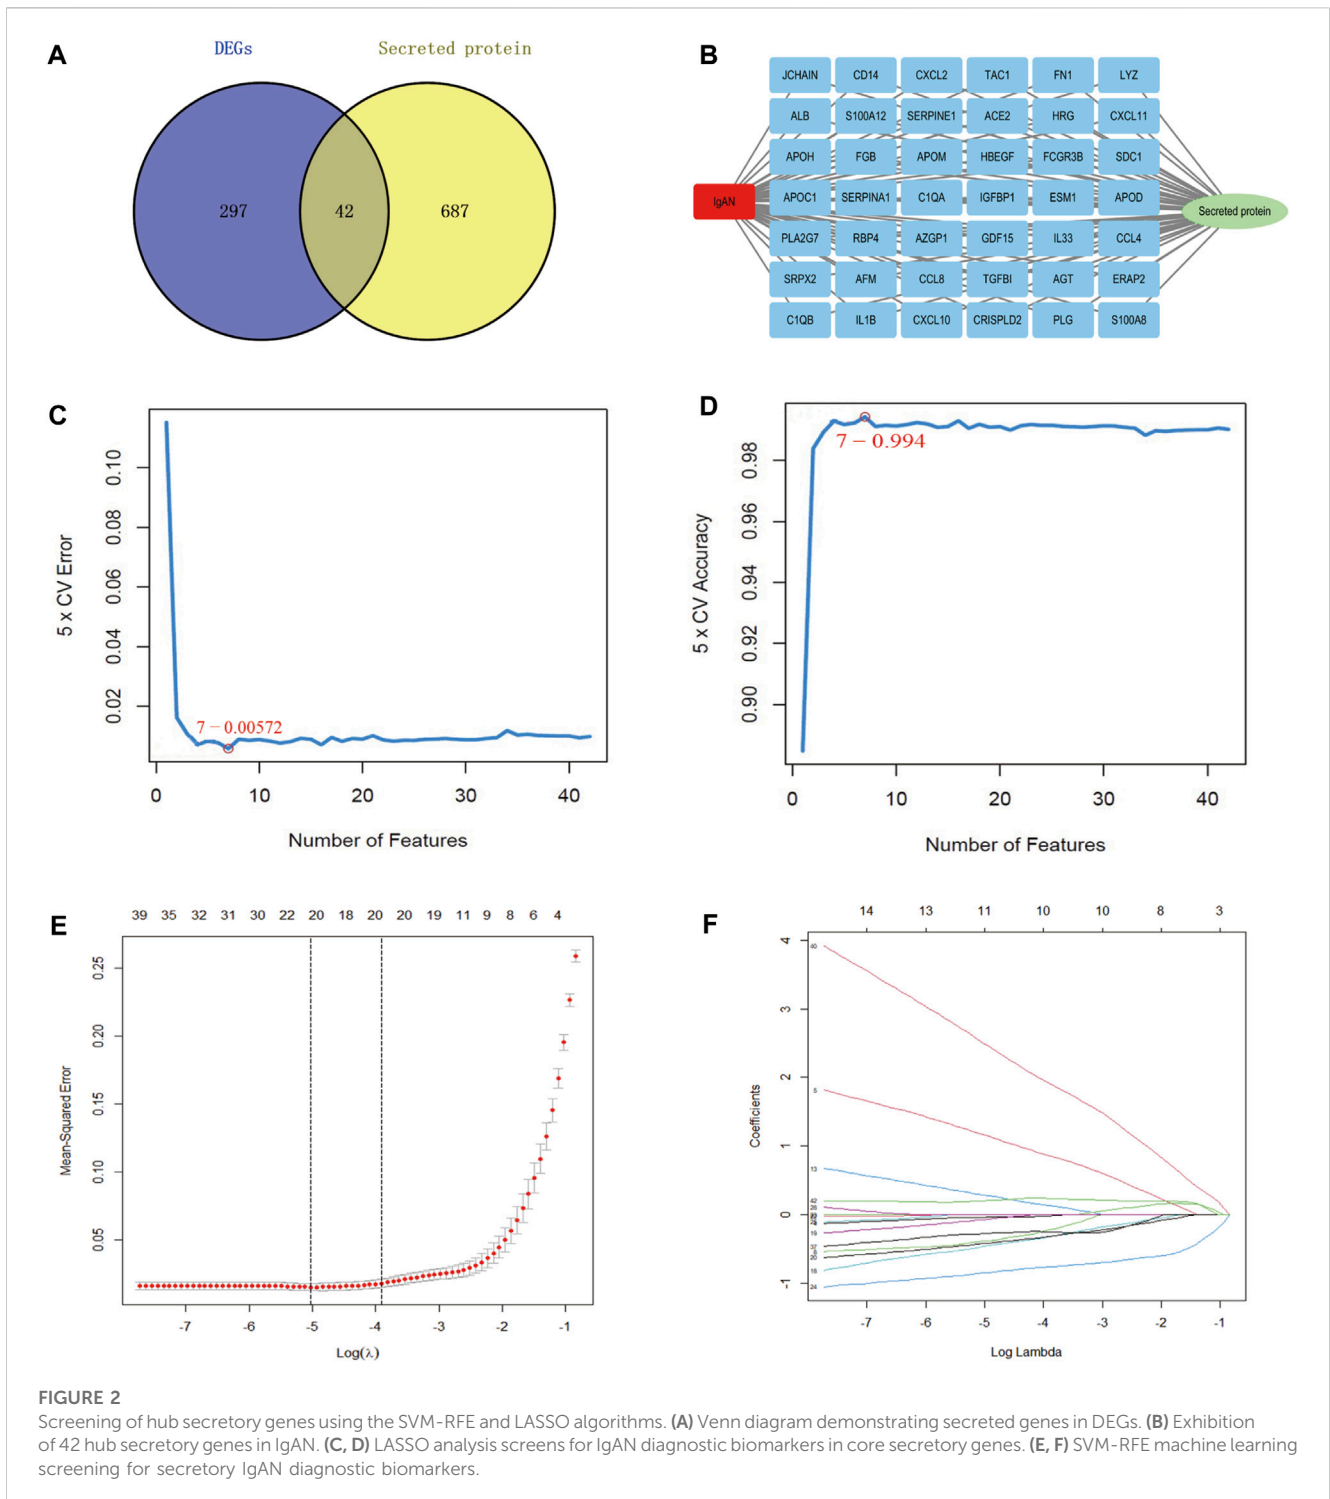 A
DEGs
Secreted protein
297
42
687
B
JCHAIN CD14 CXCL2 TAC1 FN1 LYZ
ALB S100A12 SERPINE1 ACE2 HRG CXCL11
APOH FGB APOM HBEGF FCGR3B SDC1
IgAN
APOC1 SERPINA1 C1QA IGFBP1 ESM1 APOD
Secreted protein
PLA2G7 RBP4 AZGP1 GDF15 IL33 CCL4
SRPX2 AFM CCL8 TGFBI AGT ERAP2
C1QB IL1B CXCL10 CRISPLD2 PLG S100A8
C
5 x CV Error
0.10
0.08
0.06
0.04
0.02
7 − 0.00572
0 10 20 30 40
Number of Features
D
5 x CV Accuracy
7 − 0.994
0.98
0.96
0.94
0.92
0.90
0 10 20 30 40
Number of Features
E
39 35 32 31 30 22 20 18 20 20 19 11 9 8 6 4
Mean-Squared Error
0.25
0.20
0.15
0.10
0.05
-7 -6 -5 -4 -3 -2 -1
Log(λ)
F
14 13 11 10 10 8 3
Coefficients
4
3
2
1
0
-1
40
13
42
19
37
20
18
24
-7 -6 -5 -4 -3 -2 -1
Log Lambda
FIGURE 2
Screening of hub secretory genes using the SVM-RFE and LASSO algorithms. (A) Venn diagram demonstrating secreted genes in DEGs. (B) Exhibition
of 42 hub secretory genes in IgAN. (C, D) LASSO analysis screens for IgAN diagnostic biomarkers in core secretory genes. (E, F) SVM-RFE machine learning
screening for secretory IgAN diagnostic biomarkers.